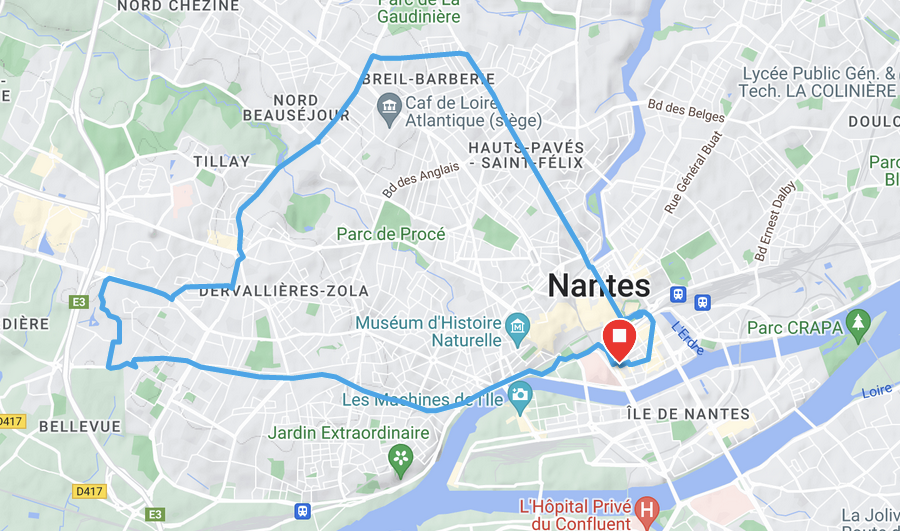 NORD CHEZINE
Parc de La
Gaudinière
BREIL-BARBERIE
NORD
BEAUSÉJOUR
Caf de Loire
Atlantique (siège)
Lycée Public Gén. &
Tech. LA COLINIÈRE
Bd des Belges
DOULO
HAUTS-PAVÉS
- SAINT-FÉLIX
TILLAY
Bd des Anglais
Rue Général Buat
Parc
Bl
Bd Ernest Dalby
Parc de Procé
Nantes
DERVALLIÈRES-ZOLA
E3
DIÈRE
Muséum d'Histoire
Naturelle
L'Erdre
Parc CRAPA
Les Machines de l'île
Loire
ÎLE DE NANTES
D417
BELLEVUE
Jardin Extraordinaire
D417
E3
L'Hôpital Privé
du Confluent
H
La Joliv